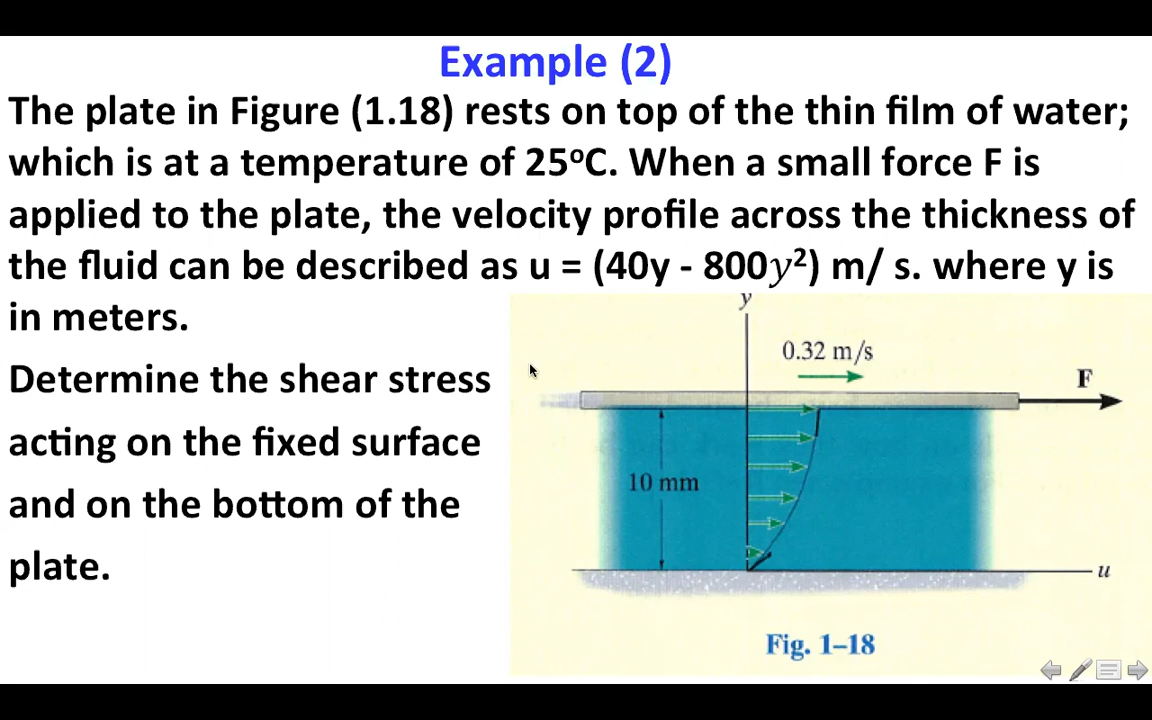 Example (2)
The plate in Figure (1.18) rests on top of the thin film of water;
which is at a temperature of 25ᵒC. When a small force F is
applied to the plate, the velocity profile across the thickness of
the fluid can be described as u = (40y - 800y²) m/ s. where y is
in meters.
Determine the shear stress
acting on the fixed surface
and on the bottom of the
plate.
y
0.32 m/s
F
10 mm
u
Fig. 1–18